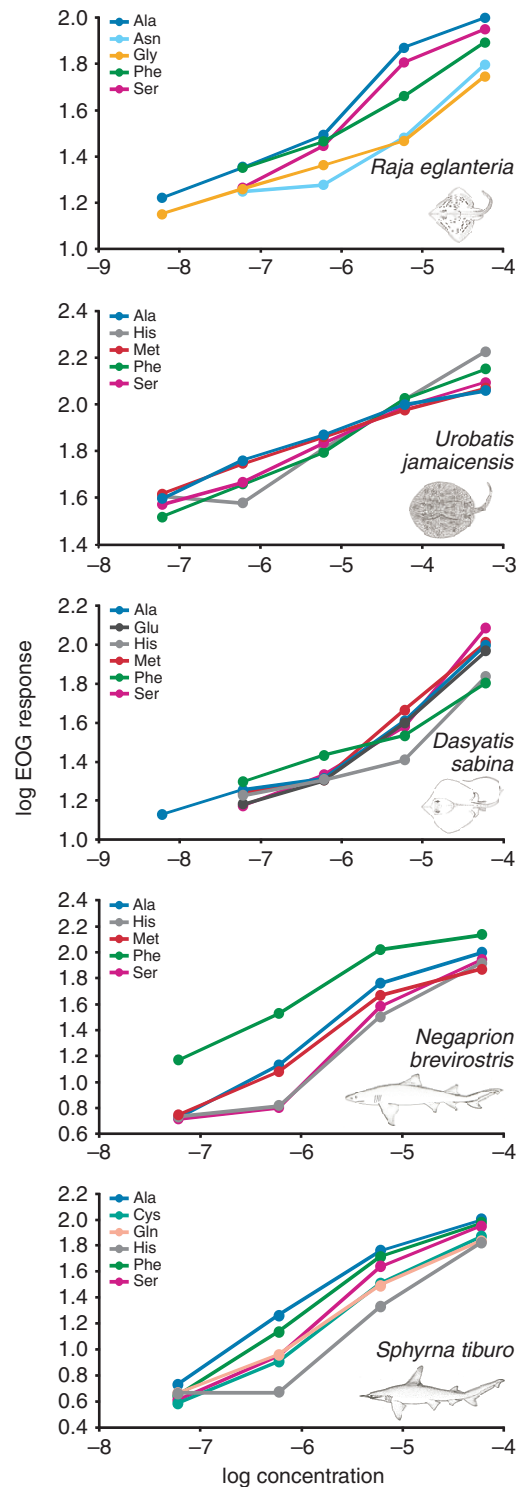 2.0
1.8
1.6
1.4
1.2
1.0
Ala
Asn
Gly
Phe
Ser
Raja eglanteria
–9 –8 –7 –6 –5 –4
2.4
2.2
2.0
1.8
1.6
1.4
Ala
His
Met
Phe
Ser
Urobatis
jamaicensis
–8 –7 –6 –5 –4 –3
log EOG response
2.2
2.0
1.8
1.6
1.4
1.2
1.0
Ala
Glu
His
Met
Phe
Ser
Dasyatis
sabina
–9 –8 –7 –6 –5 –4
2.4
2.2
2.0
1.8
1.6
1.4
1.2
1.0
0.8
0.6
Ala
His
Met
Phe
Ser
Negaprion
brevirostris
–8 –7 –6 –5 –4
2.2
2.0
1.8
1.6
1.4
1.2
1.0
0.8
0.6
0.4
Ala
Cys
Gln
His
Phe
Ser
Sphyrna tiburo
–8 –7 –6 –5 –4
log concentration